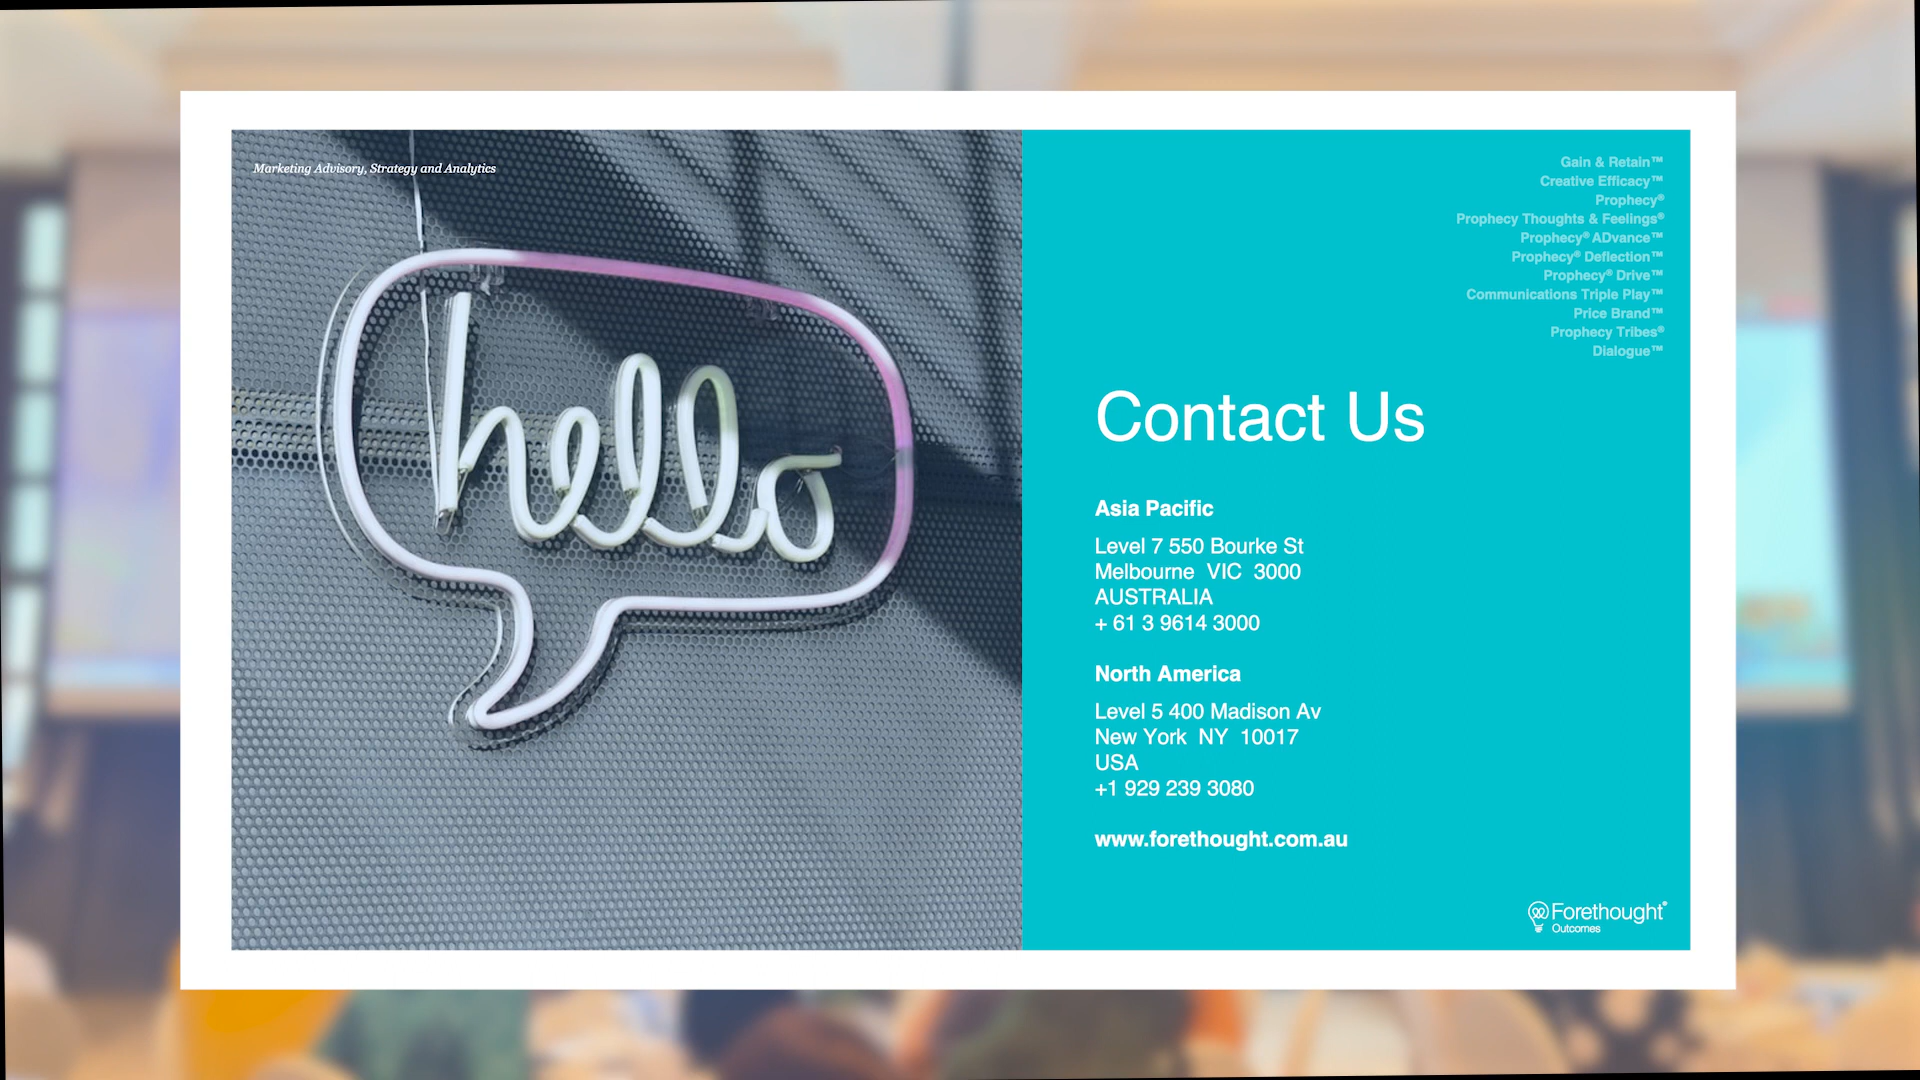 Marketing Advisory, Strategy and Analytics
hello
Gain & Retain™
Creative Efficacy™
Prophecy®
Prophecy Thoughts & Feelings®
Prophecy® ADvance™
Prophecy® Deflection™
Prophecy® Drive™
Communications Triple Play™
Price Brand™
Prophecy Tribes®
Dialogue™
Contact Us
Asia Pacific
Level 7 550 Bourke St
Melbourne VIC 3000
AUSTRALIA
+ 61 3 9614 3000
North America
Level 5 400 Madison Av
New York NY 10017
USA
+1 929 239 3080
www.forethought.com.au
Forethought®
Outcomes